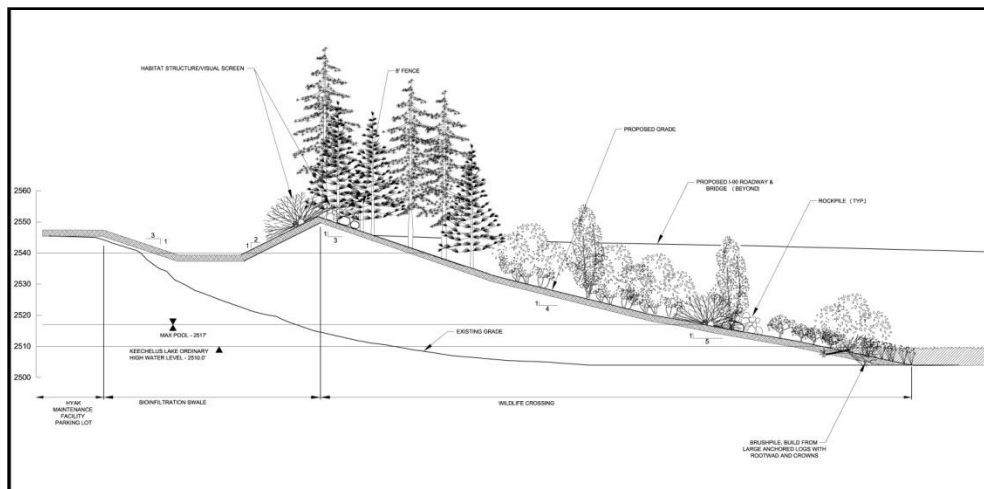 HABITAT STRUCTURE/VISUAL SCREEN
8' FENCE
PROPOSED GRADE
PROPOSED I-90 ROADWAY &
BRIDGE (BEYOND)
ROCKPILE (TYP.)
2560
2550
2540
2530
2520
2510
2500
3
1
1
2
1
3
1
4
1
5
MAX POOL - 2517'
EXISTING GRADE
KEECHELUS LAKE ORDINARY
HIGH WATER LEVEL - 2510.0'
HYAK
MAINTENANCE
FACILITY
PARKING LOT
BIOINFILTRATION SWALE
WILDLIFE CROSSING
BRUSHPILE, BUILD FROM
LARGE ANCHORED LOGS WITH
ROOTWAD AND CROWNS